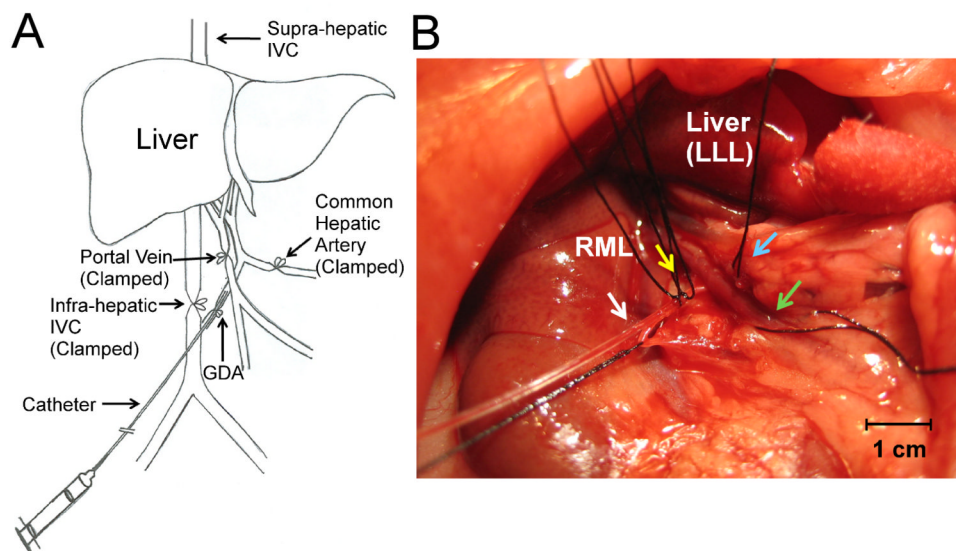 A
Supra-hepatic
IVC
Liver
Common
Hepatic
Artery
(Clamped)
Portal Vein
(Clamped)
Infra-hepatic
IVC
(Clamped)
GDA
Catheter
B
Liver
(LLL)
RML
1 cm